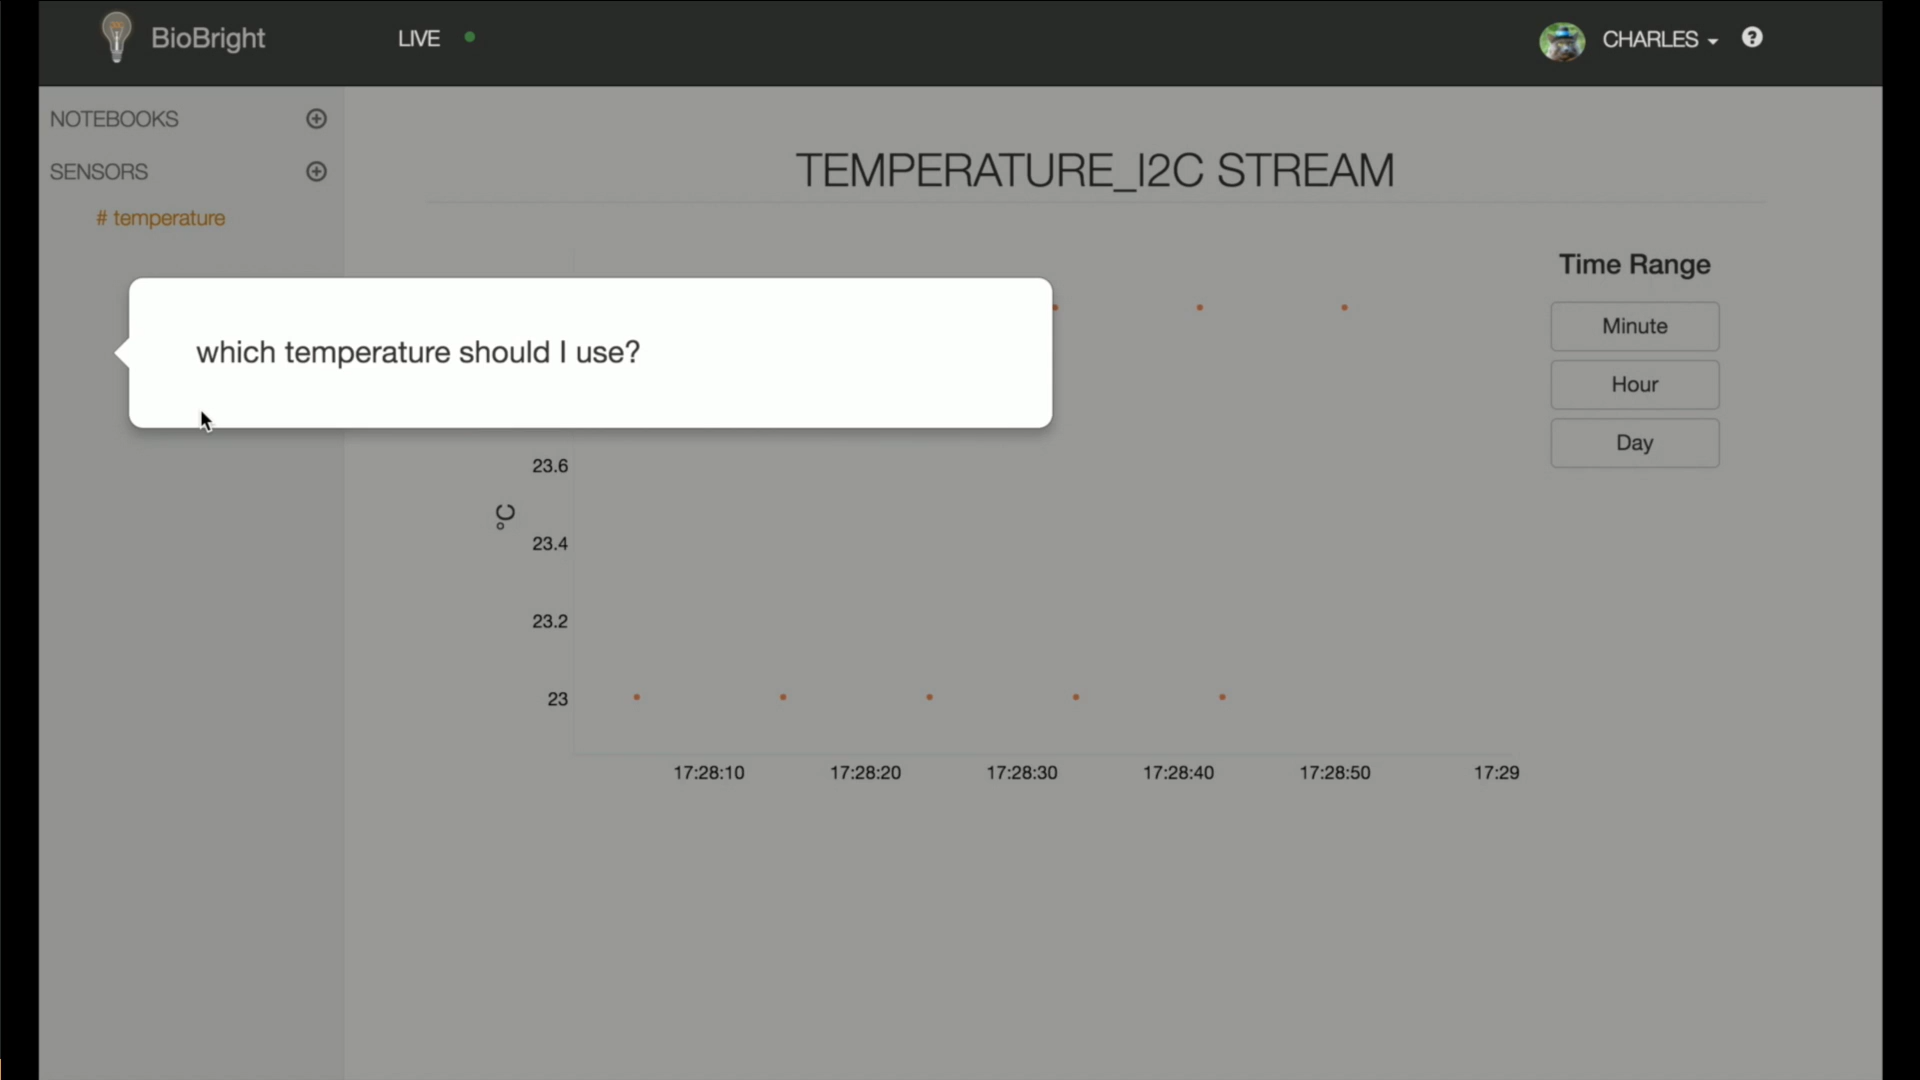 BioBright
LIVE
CHARLES
?
NOTEBOOKS
SENSORS
# temperature
TEMPERATURE_I2C STREAM
which temperature should I use?
Time Range
Minute
Hour
Day
23.6
23.4
23.2
23
°C
17:28:10 17:28:20 17:28:30 17:28:40 17:28:50 17:29